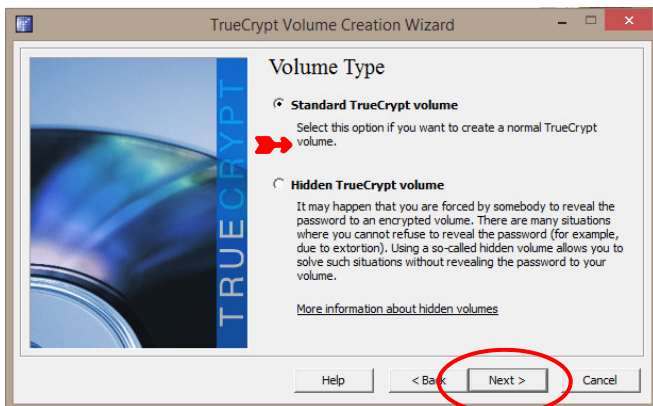 TrueCrypt Volume Creation Wizard
TRUECRYPT
Volume Type
Standard TrueCrypt volume
Select this option if you want to create a normal TrueCrypt
volume.
Hidden TrueCrypt volume
It may happen that you are forced by somebody to reveal the
password to an encrypted volume. There are many situations
where you cannot refuse to reveal the password (for example,
due to extortion). Using a so-called hidden volume allows you to
solve such situations without revealing the password to your
volume.
More information about hidden volumes
Help
< Back
Next >
Cancel